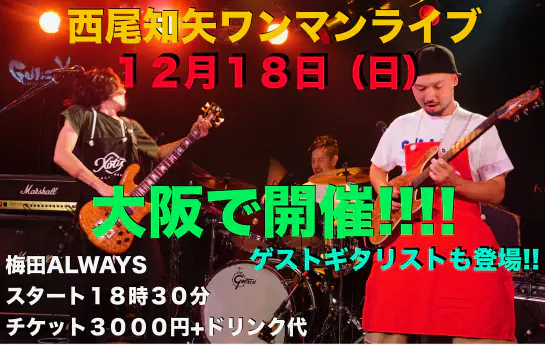 西尾知矢ワンマンライブ
１２月１８日（日）
Marshall
Xotic
GRETSCH
大阪で開催!!!!
ゲストギタリストも登場!!
梅田ALWAYS
スタート１８時３０分
チケット３０００円+ドリンク代